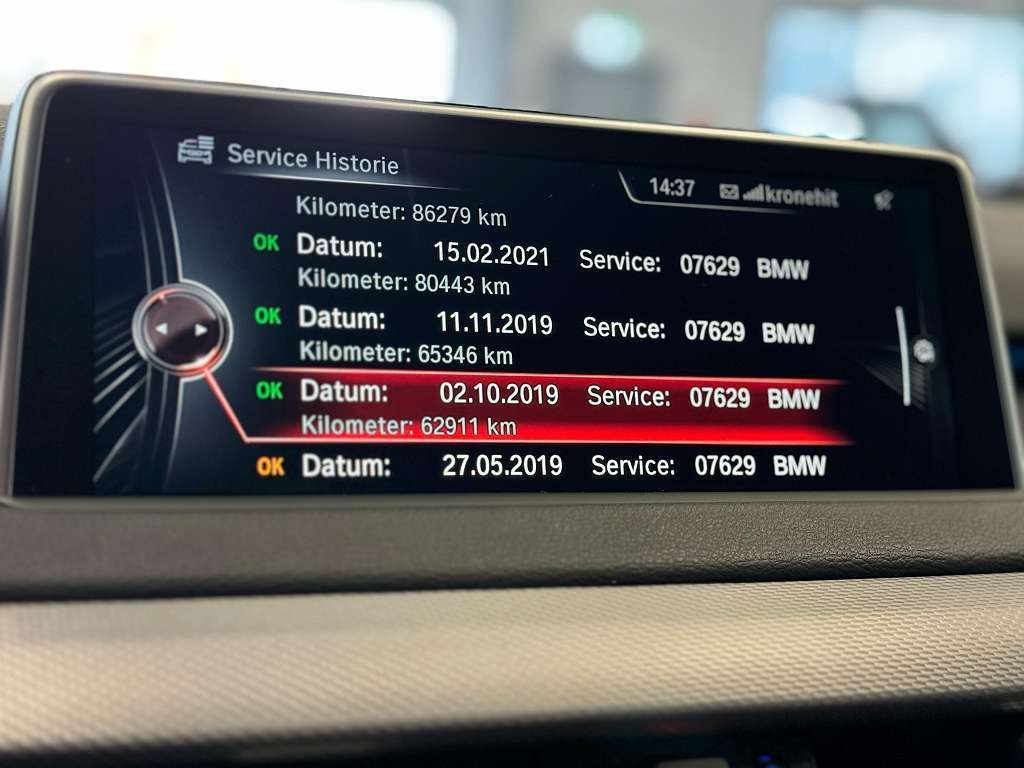 Service Historie
14:37 kronehit
Kilometer: 86279 km
OK Datum: 15.02.2021 Service: 07629 BMW
Kilometer: 80443 km
OK Datum: 11.11.2019 Service: 07629 BMW
Kilometer: 65346 km
OK Datum: 02.10.2019 Service: 07629 BMW
Kilometer: 62911 km
OK Datum: 27.05.2019 Service: 07629 BMW